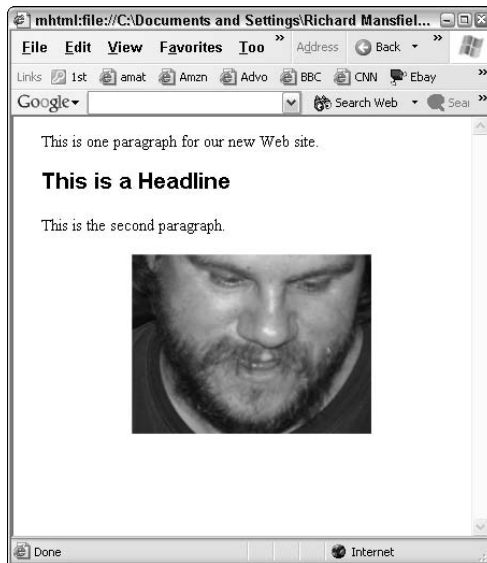 mhtml:file://C:\Documents and Settings\Richard Mansfiel...
File Edit View Favorites Too » Address Back »
Links 1st amat Amzn Advo BBC CNN Ebay »
Google Search Web Sear »
This is one paragraph for our new Web site.
This is a Headline
This is the second paragraph.
Done Internet